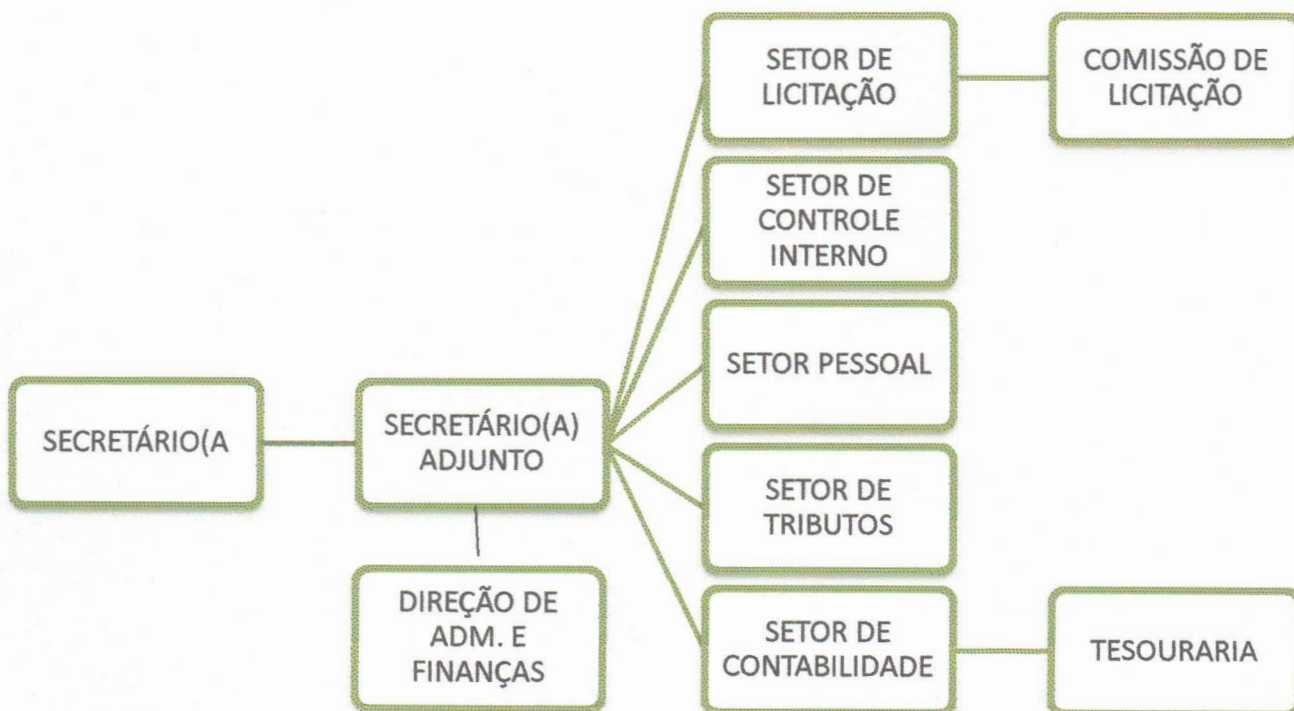 SETOR DE
LICITAÇÃO
COMISSÃO DE
LICITAÇÃO
SETOR DE
CONTROLE
INTERNO
SETOR PESSOAL
SECRETÁRIO(A
SECRETÁRIO(A)
ADJUNTO
SETOR DE
TRIBUTOS
DIREÇÃO DE
ADM. E
FINANÇAS
SETOR DE
CONTABILIDADE
TESOURARIA